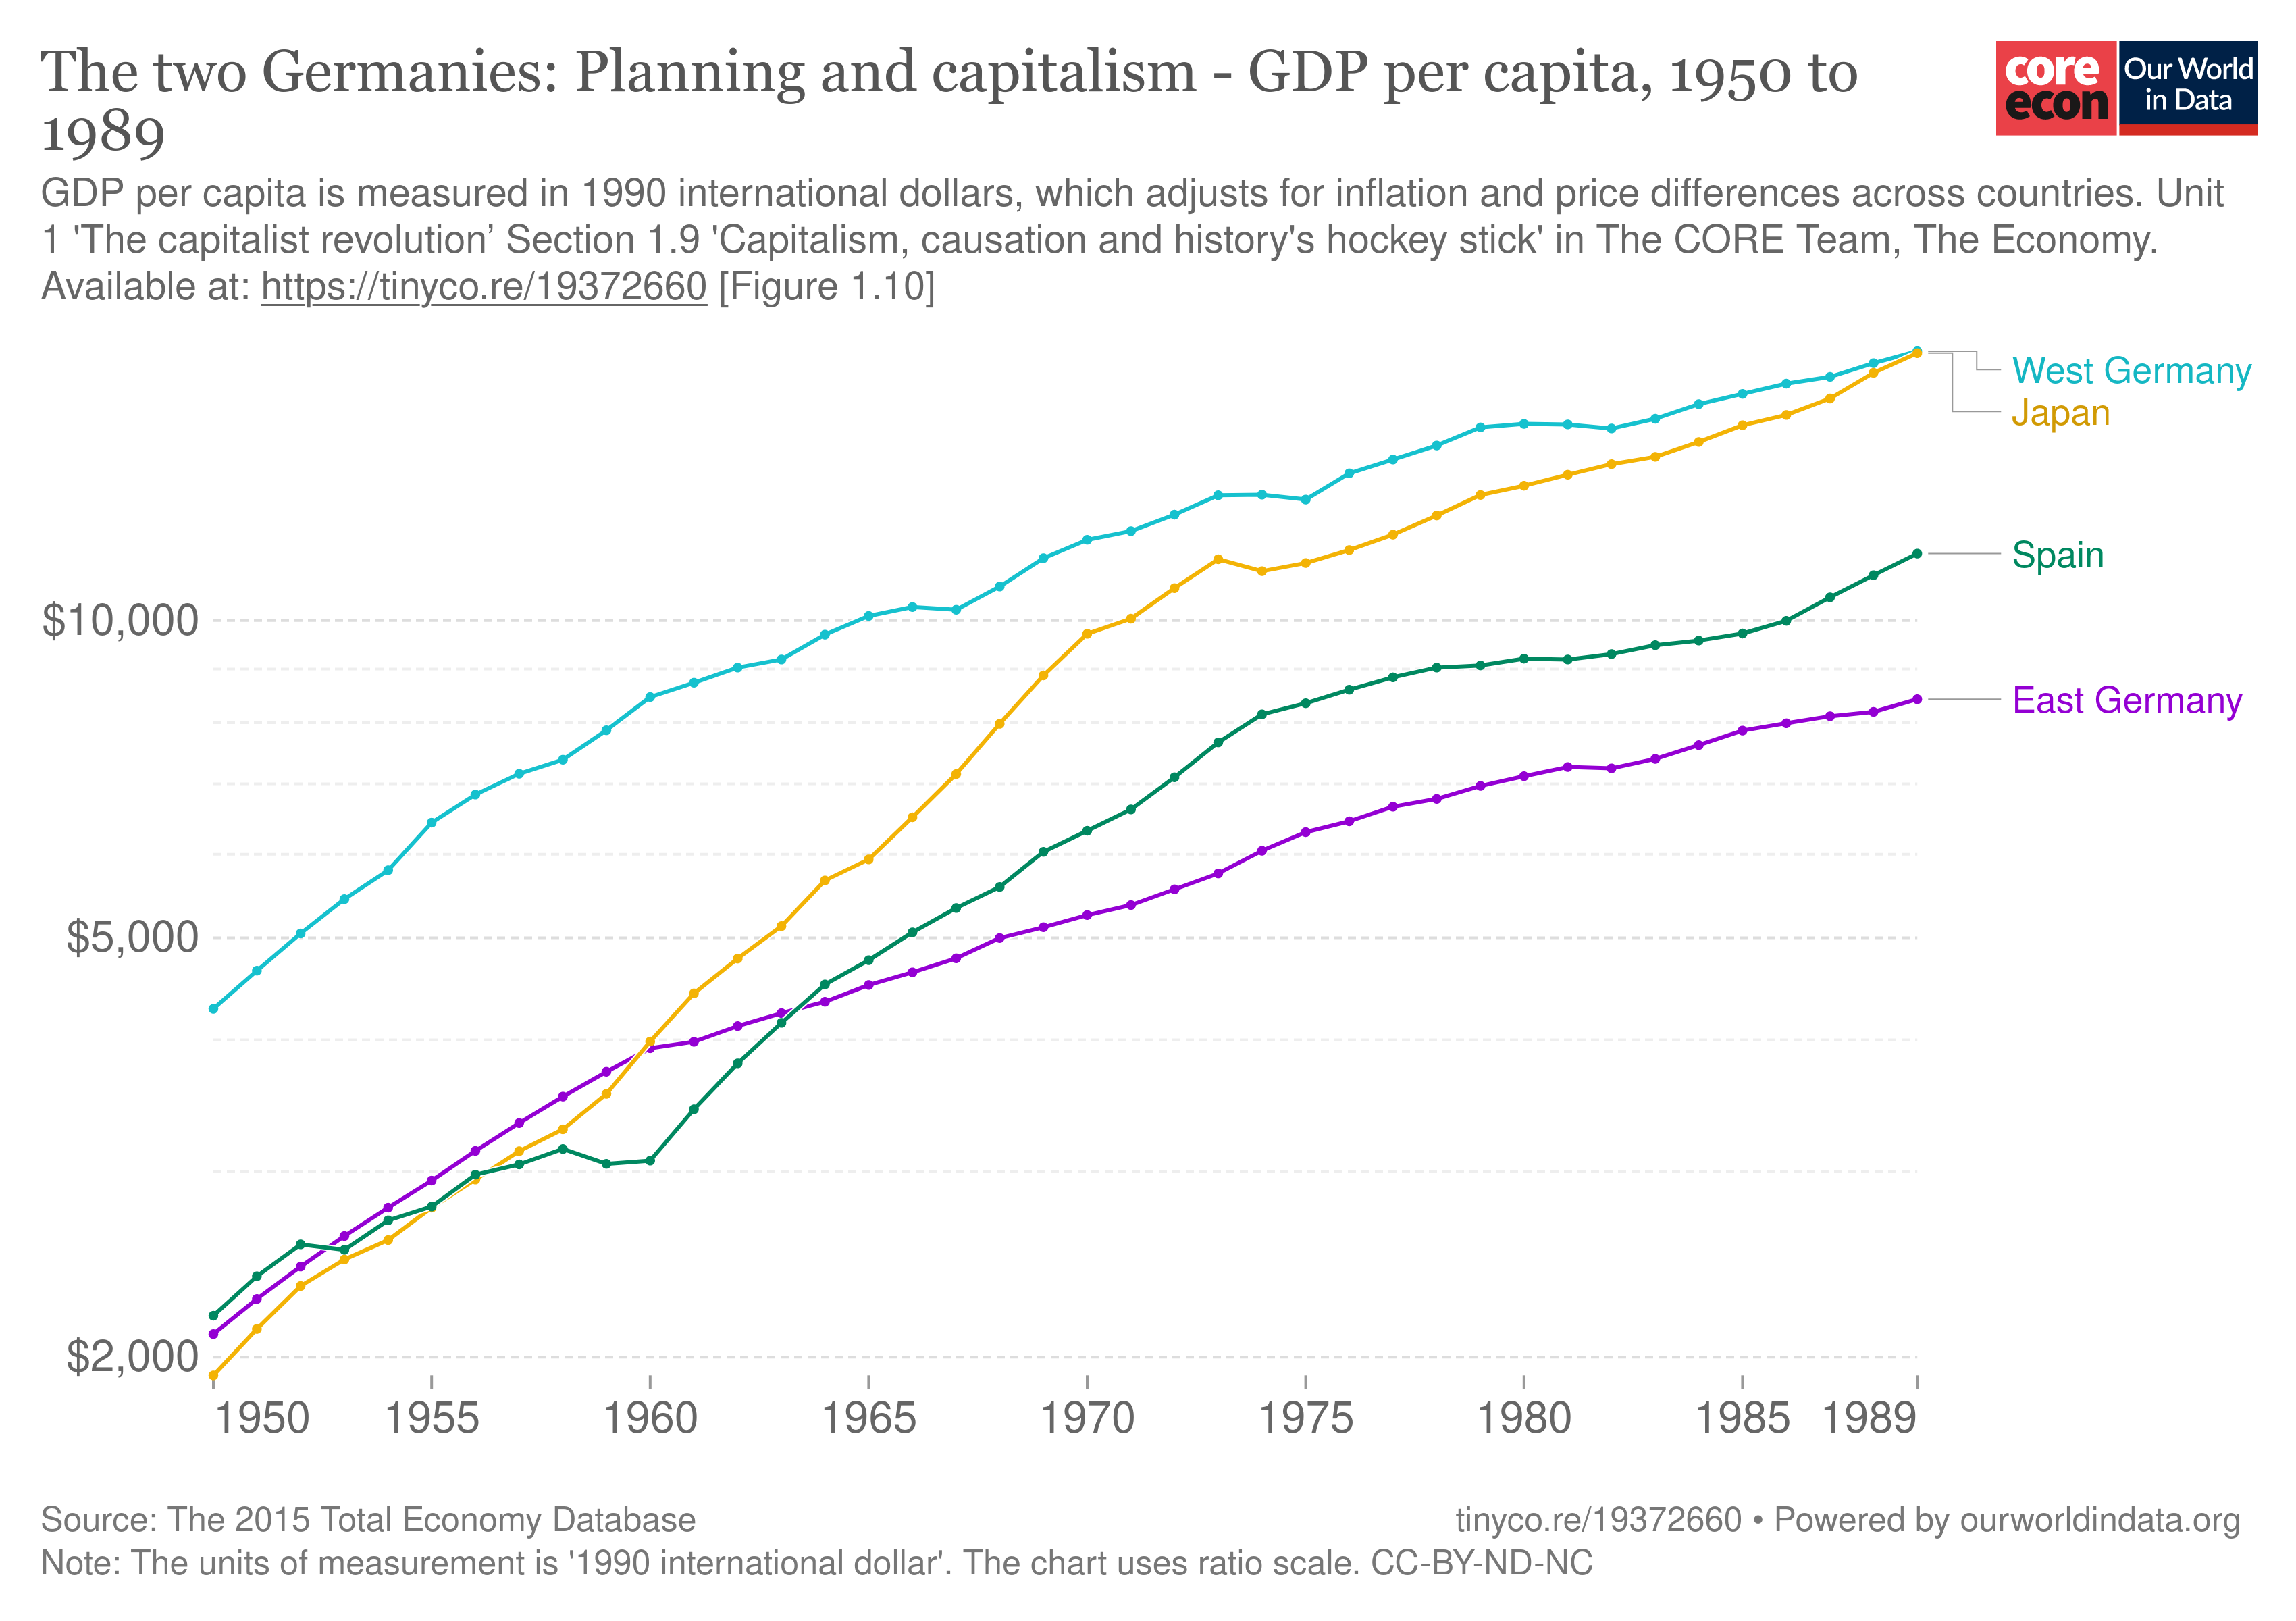 The two Germanies: Planning and capitalism - GDP per capita, 1950 to
1989
core
econ
Our World
in Data
GDP per capita is measured in 1990 international dollars, which adjusts for inflation and price differences across countries. Unit
1 'The capitalist revolution’ Section 1.9 'Capitalism, causation and history's hockey stick' in The CORE Team, The Economy.
Available at: https://tinyco.re/19372660 [Figure 1.10]
West Germany
Japan
Spain
East Germany
$10,000
$5,000
$2,000
1950 1955 1960 1965 1970 1975 1980 1985 1989
Source: The 2015 Total Economy Database
tinyco.re/19372660 • Powered by ourworldindata.org
Note: The units of measurement is '1990 international dollar'. The chart uses ratio scale. CC-BY-ND-NC